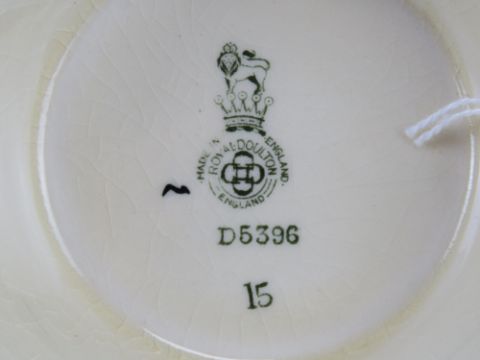 MADE IN ENGLAND
ROYAL DOULTON
ENGLAND
D5396
15